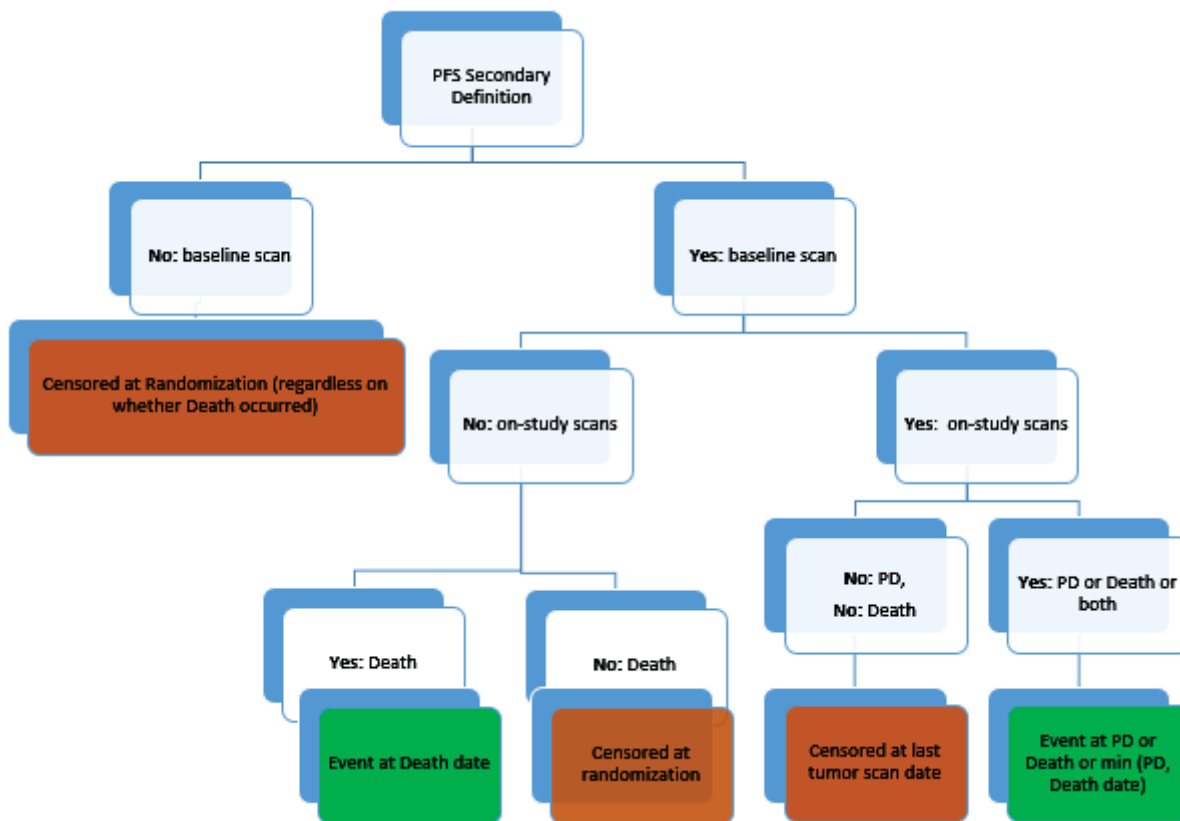 PFS Secondary
Definition
No: baseline scan
Yes: baseline scan
Censored at Randomization (regardless on
whether Death occurred)
No: on-study scans
Yes:  on-study scans
Yes: Death
No: Death
No: PD,
No: Death
Yes: PD or Death or
both
Event at Death date
Censored at
randomization
Censored at last
tumor scan date
Event at PD or
Death or min (PD,
Death date)